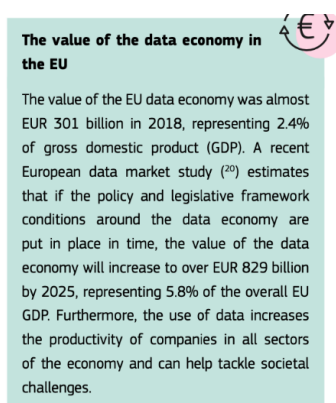 The value of the data economy in
the EU
€
The value of the EU data economy was almost
EUR 301 billion in 2018, representing 2.4%
of gross domestic product (GDP). A recent
European data market study (²⁰) estimates
that if the policy and legislative framework
conditions around the data economy are
put in place in time, the value of the data
economy will increase to over EUR 829 billion
by 2025, representing 5.8% of the overall EU
GDP. Furthermore, the use of data increases
the productivity of companies in all sectors
of the economy and can help tackle societal
challenges.